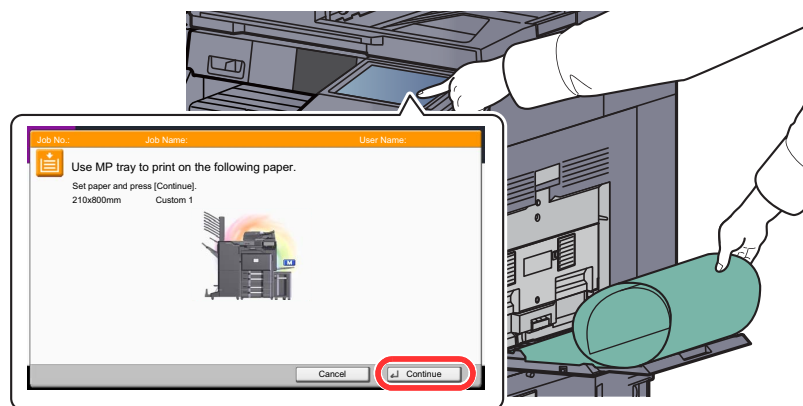 Job No.: Job Name: User Name:
Use MP tray to print on the following paper.
Set paper and press [Continue].
210x800mm Custom 1
M
Cancel Continue